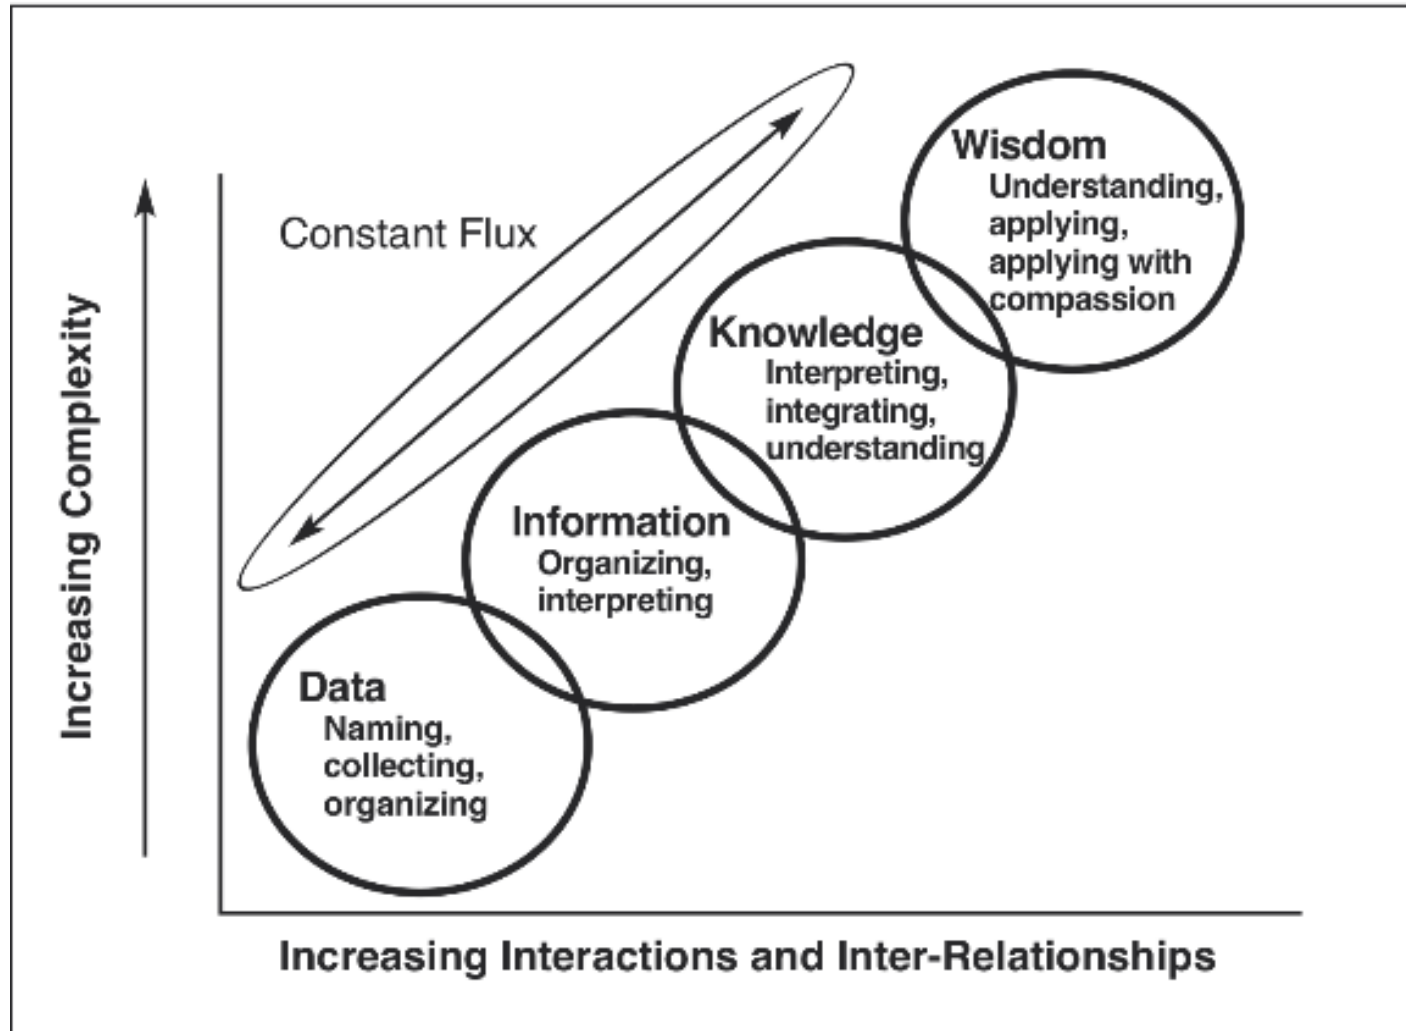 Wisdom
Understanding,
applying,
applying with
compassion
Constant Flux
Knowledge
Interpreting,
integrating,
understanding
Information
Organizing,
interpreting
Data
Naming,
collecting,
organizing
Increasing Complexity
Increasing Interactions and Inter-Relationships